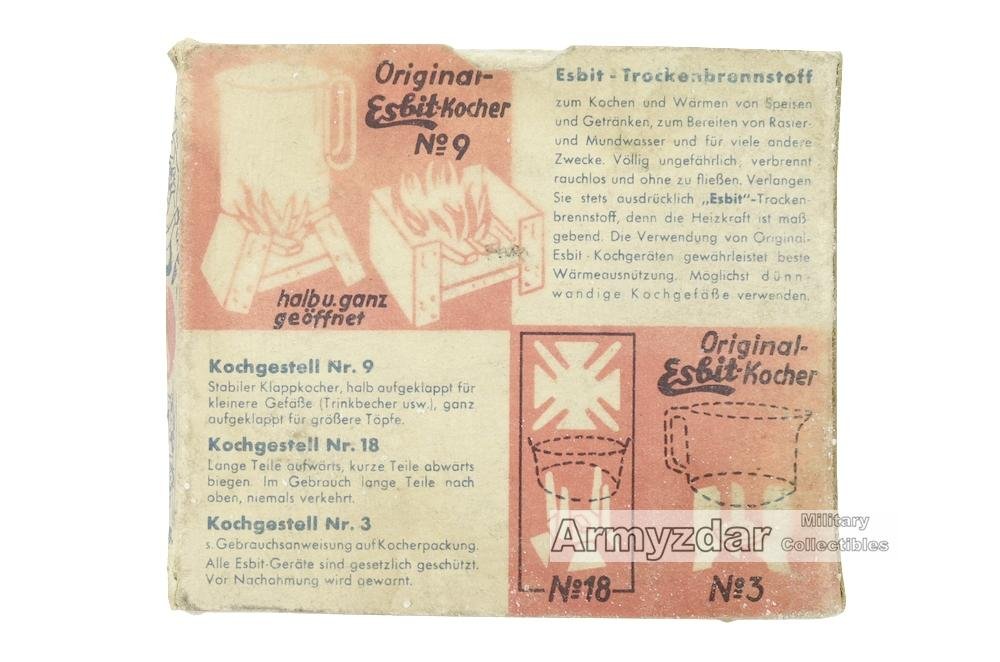 Original-
Esbit-Kocher
№ 9
halb u. ganz
geöffnet
Esbit - Trockenbrennstoff
zum Kochen und Wärmen von Speisen
und Getränken, zum Bereiten von Rasier-
und Mundwasser und für viele andere
Zwecke. Völlig ungefährlich, verbrennt
rauchlos und ohne zu fließen. Verlangen
Sie stets ausdrücklich „Esbit"-Trocken-
brennstoff, denn die Heizkraft ist maß-
gebend. Die Verwendung von Original-
Esbit-Kochgeräten gewährleistet beste
Wärmeausnützung. Möglichst dünn-
wandige Kochgefäße verwenden.
Kochgestell Nr. 9
Stabiler Klappkocher, halb aufgeklappt für
kleinere Gefäße (Trinkbecher usw.), ganz
aufgeklappt für größere Töpfe.
Kochgestell Nr. 18
Lange Teile aufwärts, kurze Teile abwärts
biegen. Im Gebrauch lange Teile nach
oben, niemals verkehrt.
Kochgestell Nr. 3
s. Gebrauchsanweisung auf Kocherpackung.
Alle Esbit-Geräte sind gesetzlich geschützt.
Vor Nachahmung wird gewarnt.
Original-
Esbit-Kocher
№ 18
№ 3
Armyzdar
Military
Collectibles